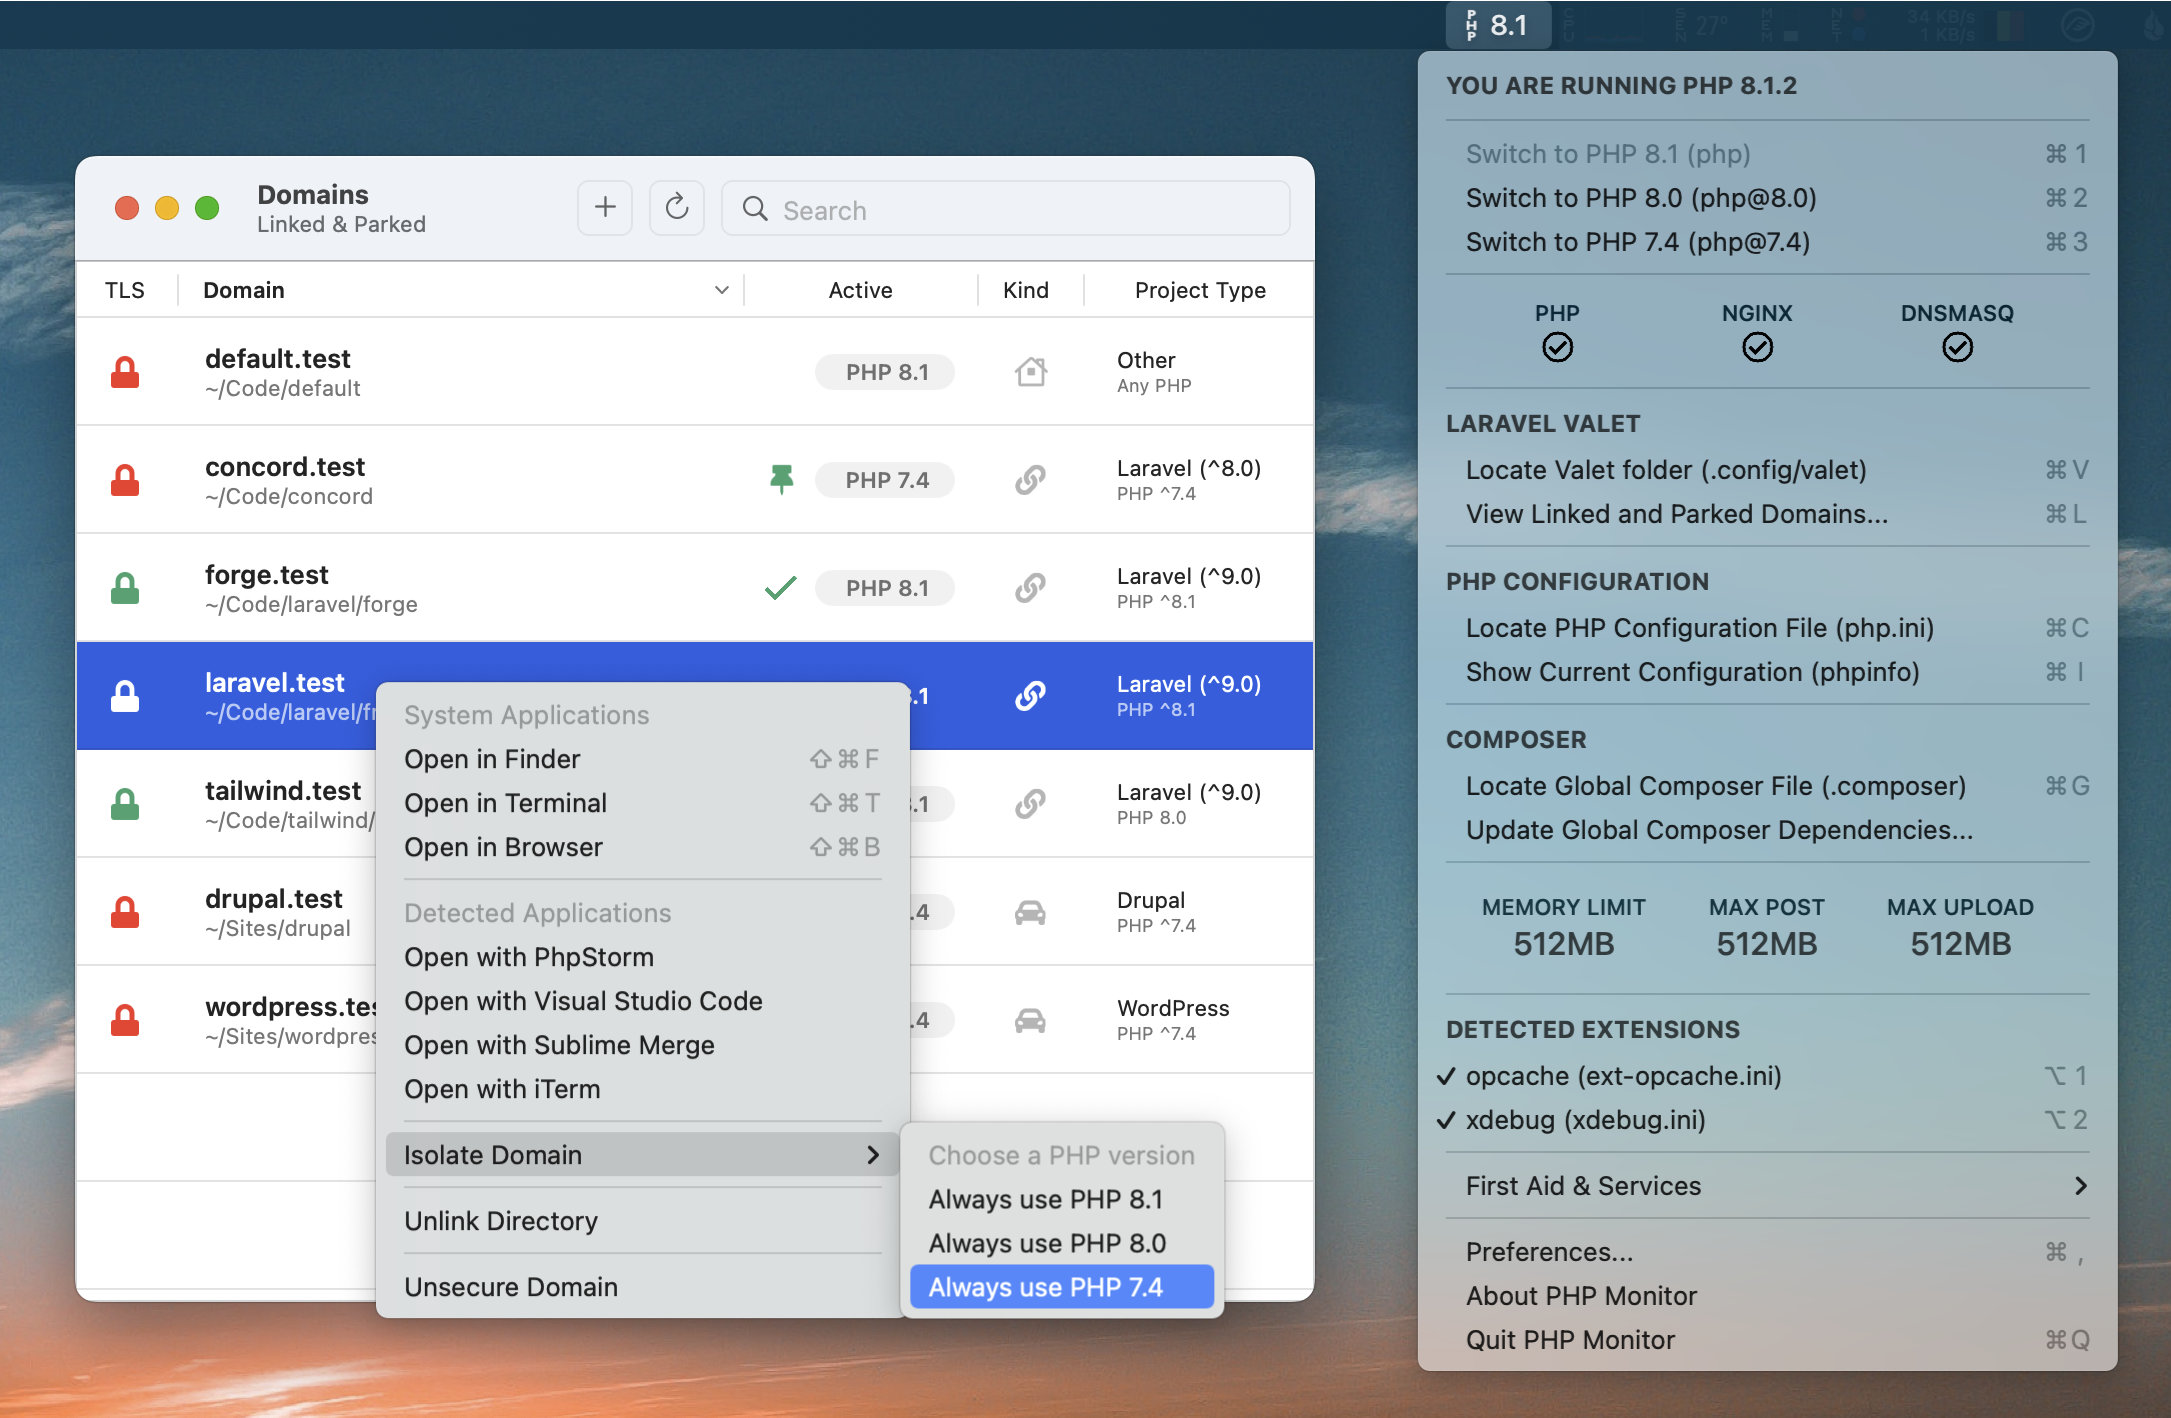 PHP 8.1
CPU
SEN 27°
MEM
NET
34 KB/s
1 KB/s
YOU ARE RUNNING PHP 8.1.2
Switch to PHP 8.1 (php) ⌘ 1
Switch to PHP 8.0 (php@8.0) ⌘ 2
Switch to PHP 7.4 (php@7.4) ⌘ 3
PHP NGINX DNSMASQ
LARAVEL VALET
Locate Valet folder (.config/valet) ⌘ V
View Linked and Parked Domains... ⌘ L
PHP CONFIGURATION
Locate PHP Configuration File (php.ini) ⌘ C
Show Current Configuration (phpinfo) ⌘ I
COMPOSER
Locate Global Composer File (.composer) ⌘ G
Update Global Composer Dependencies...
MEMORY LIMIT MAX POST MAX UPLOAD
512MB 512MB 512MB
DETECTED EXTENSIONS
✓ opcache (ext-opcache.ini) ⌥ 1
✓ xdebug (xdebug.ini) ⌥ 2
First Aid & Services
Preferences... ⌘ ,
About PHP Monitor
Quit PHP Monitor ⌘ Q
Domains
Linked & Parked
Search
TLS Domain Active Kind Project Type
default.test PHP 8.1 Other
~/Code/default Any PHP
concord.test PHP 7.4 Laravel (^8.0)
~/Code/concord PHP ^7.4
forge.test PHP 8.1 Laravel (^9.0)
~/Code/laravel/forge PHP ^8.1
laravel.test .1 Laravel (^9.0)
~/Code/laravel/fr PHP ^8.1
tailwind.test .1 Laravel (^9.0)
~/Code/tailwind/ PHP 8.0
drupal.test .4 Drupal
~/Sites/drupal PHP ^7.4
wordpress.tes .4 WordPress
~/Sites/wordpres PHP ^7.4
System Applications
Open in Finder ⇧ ⌘ F
Open in Terminal ⇧ ⌘ T
Open in Browser ⇧ ⌘ B
Detected Applications
Open with PhpStorm
Open with Visual Studio Code
Open with Sublime Merge
Open with iTerm
Isolate Domain
Unlink Directory
Unsecure Domain
Choose a PHP version
Always use PHP 8.1
Always use PHP 8.0
Always use PHP 7.4